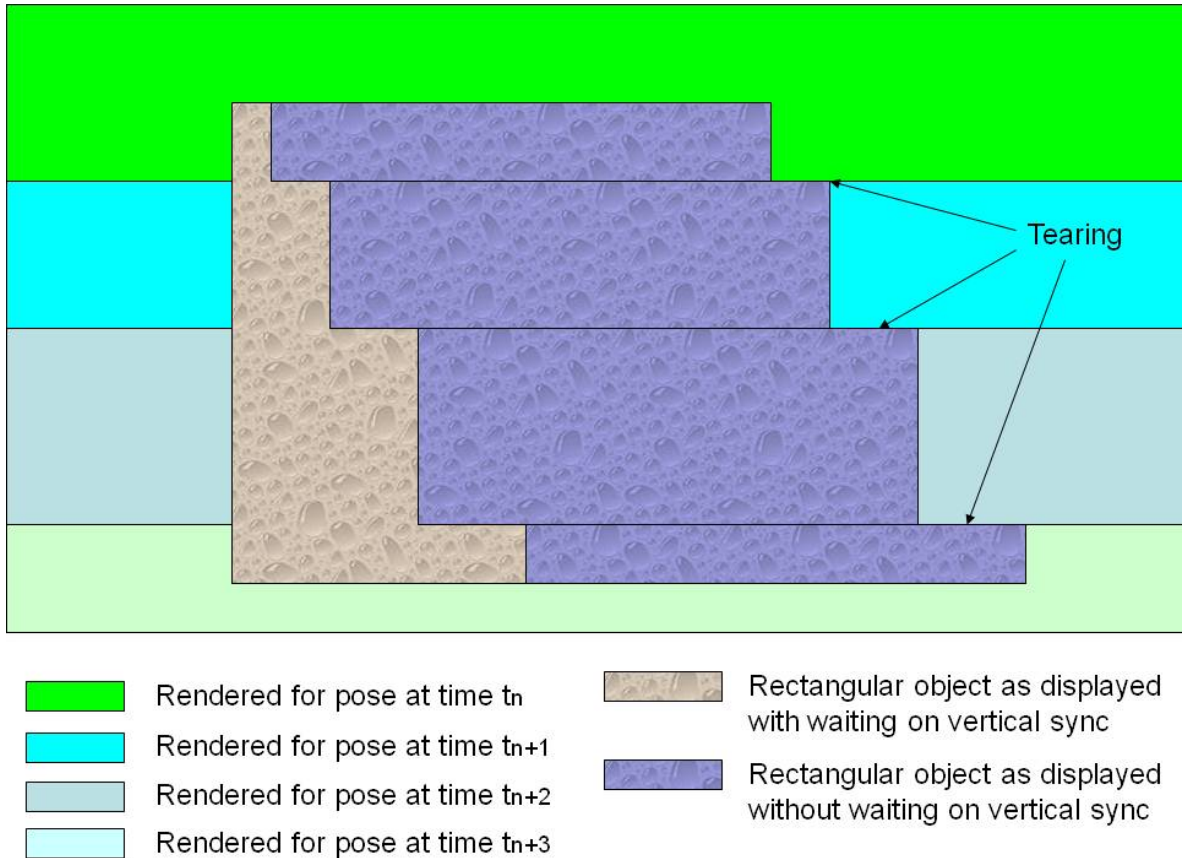 Tearing
Rendered for pose at time tn
Rendered for pose at time tn+1
Rendered for pose at time tn+2
Rendered for pose at time tn+3
Rectangular object as displayed
with waiting on vertical sync
Rectangular object as displayed
without waiting on vertical sync